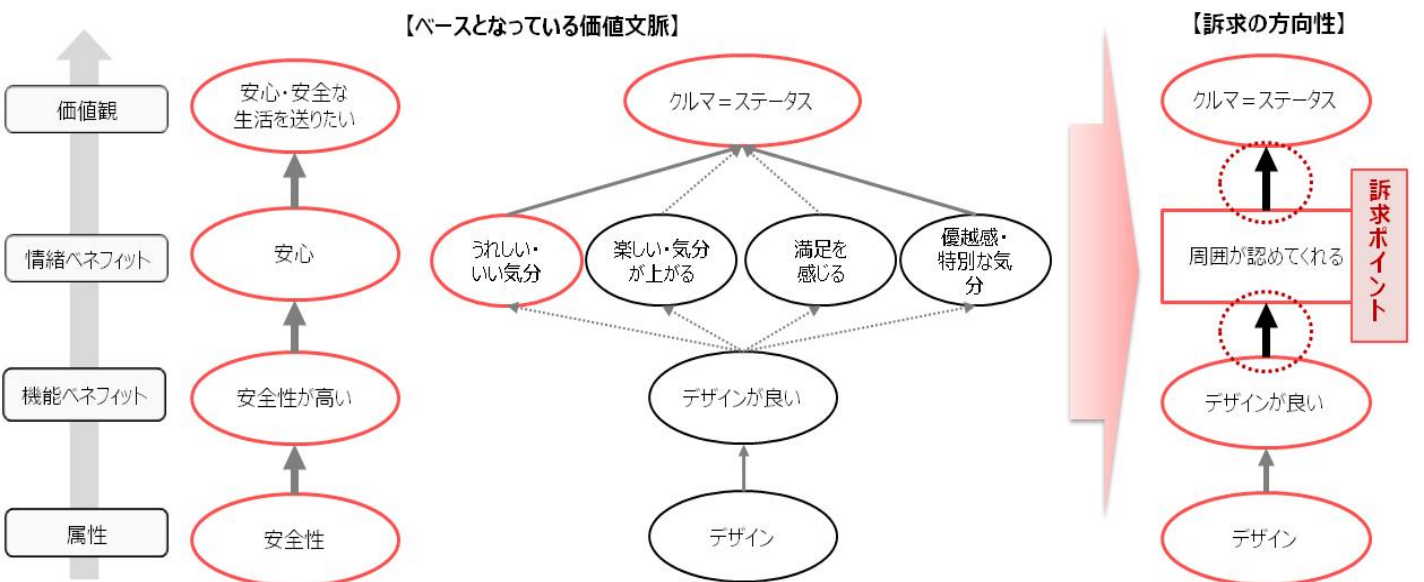 【ベースとなっている価値文脈】
【訴求の方向性】
価値観
安心・安全な
生活を送りたい
クルマ=ステータス
クルマ=ステータス
情緒ベネフィット
安心
うれしい・
いい気分
楽しい・気分
が上がる
満足を
感じる
優越感・
特別な気
分
周囲が認めてくれる
訴求ポイント
機能ベネフィット
安全性が高い
デザインが良い
デザインが良い
属性
安全性
デザイン
デザイン